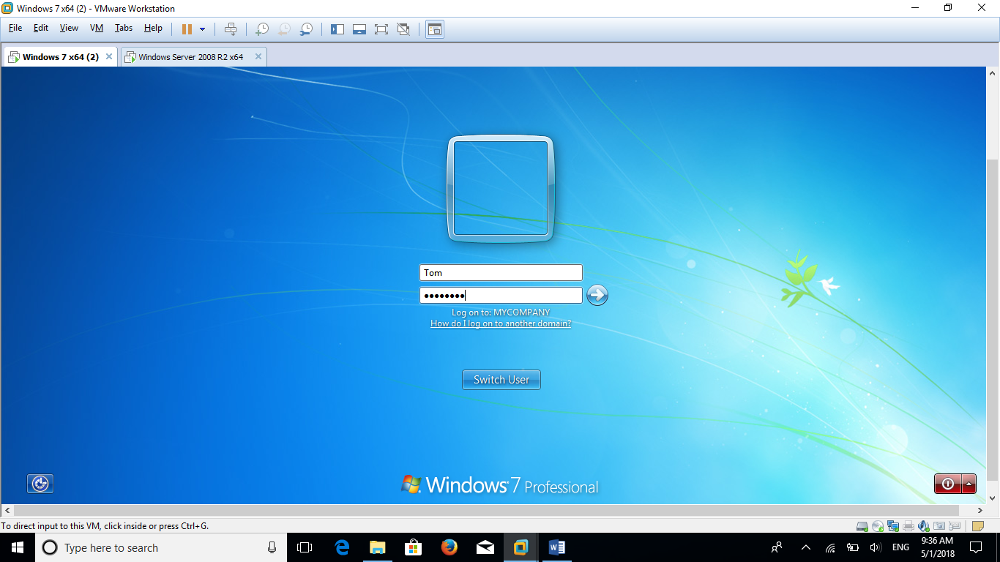 Windows 7 x64 (2) - VMware Workstation
File Edit View VM Tabs Help
Windows 7 x64 (2) Windows Server 2008 R2 x64
Tom
Log on to: MYCOMPANY
How do I log on to another domain?
Switch User
Windows 7 Professional
To direct input to this VM, click inside or press Ctrl+G.
Type here to search
ENG
9:36 AM
5/1/2018